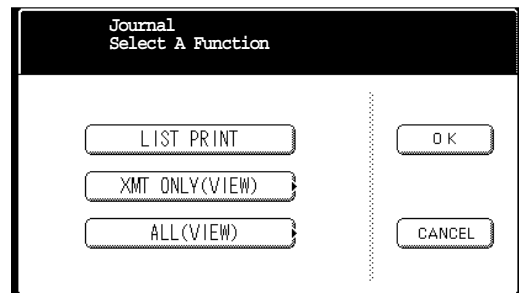 Journal
Select A Function
LIST PRINT
OK
XMT ONLY(VIEW)
ALL(VIEW)
CANCEL